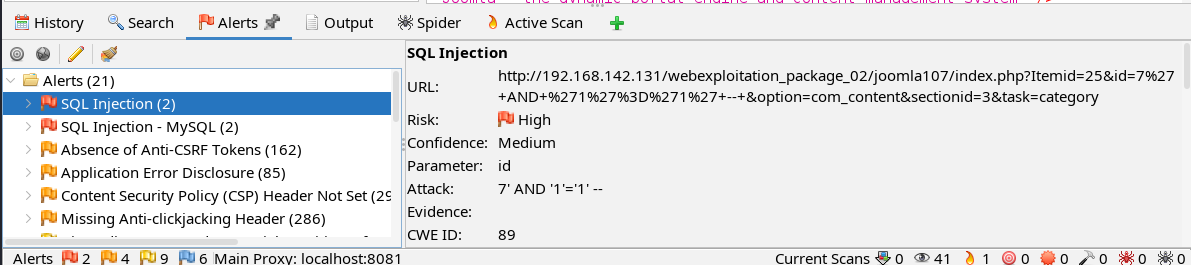 History Search Alerts Output Spider Active Scan
Alerts (21)
SQL Injection (2)
SQL Injection - MySQL (2)
Absence of Anti-CSRF Tokens (162)
Application Error Disclosure (85)
Content Security Policy (CSP) Header Not Set (29
Missing Anti-clickjacking Header (286)
SQL Injection
URL: http://192.168.142.131/webexploitation_package_02/joomla107/index.php?Itemid=25&id=7%27
+AND+%271%27%3D%271%27+--+&option=com_content&sectionid=3&task=category
Risk: High
Confidence: Medium
Parameter: id
Attack: 7' AND '1'='1' --
Evidence:
CWE ID: 89
Alerts 2 4 9 6 Main Proxy: localhost:8081 Current Scans 0 41 1 0 0 0 0 0